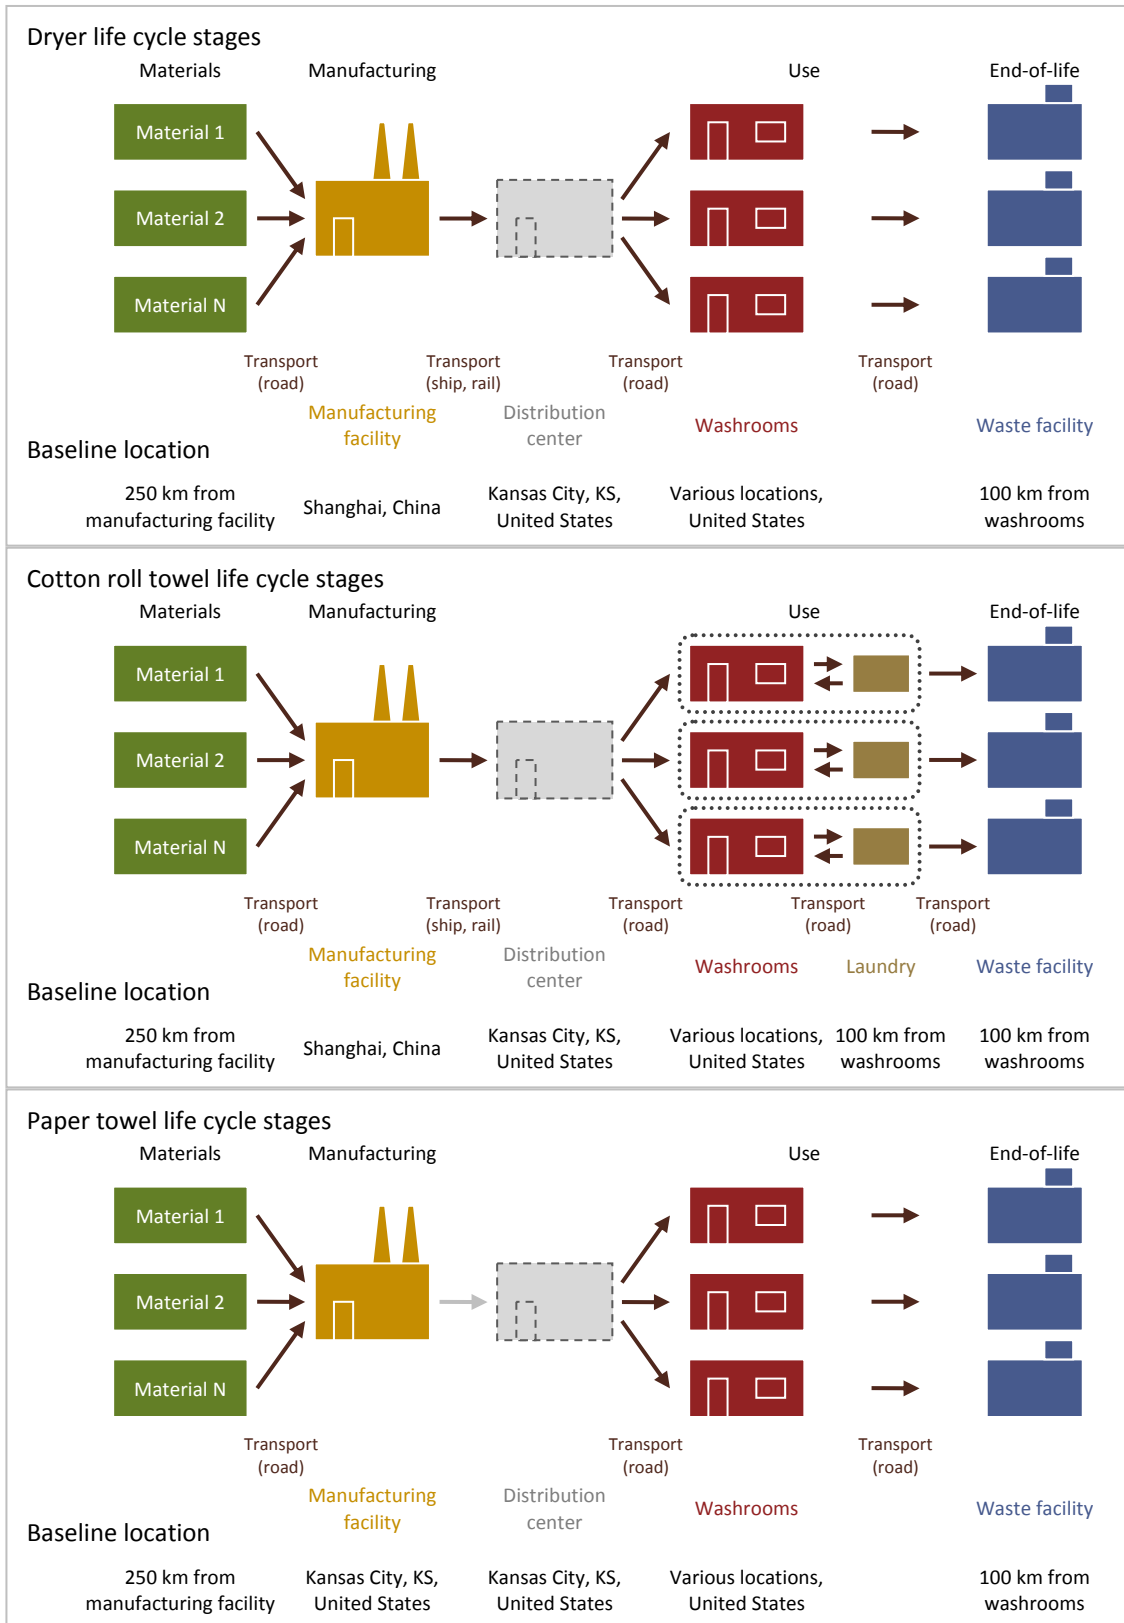 Dryer life cycle stages
Materials Manufacturing Use End-of-life
Material 1
Material 2
Material N
Transport Transport Transport Transport
(road) (ship, rail) (road) (road)
Manufacturing Distribution Washrooms Waste facility
facility center
Baseline location
250 km from Shanghai, China Kansas City, KS, Various locations, 100 km from
manufacturing facility United States United States washrooms
Cotton roll towel life cycle stages
Materials Manufacturing Use End-of-life
Material 1
Material 2
Material N
Transport Transport Transport Transport Transport
(road) (ship, rail) (road) (road) (road)
Manufacturing Distribution Washrooms Laundry Waste facility
facility center
Baseline location
250 km from Shanghai, China Kansas City, KS, Various locations, 100 km from 100 km from
manufacturing facility United States United States washrooms washrooms
Paper towel life cycle stages
Materials Manufacturing Use End-of-life
Material 1
Material 2
Material N
Transport Transport Transport
(road) (road) (road)
Manufacturing Distribution Washrooms Waste facility
facility center
Baseline location
250 km from Kansas City, KS, Kansas City, KS, Various locations, 100 km from
manufacturing facility United States United States United States washrooms